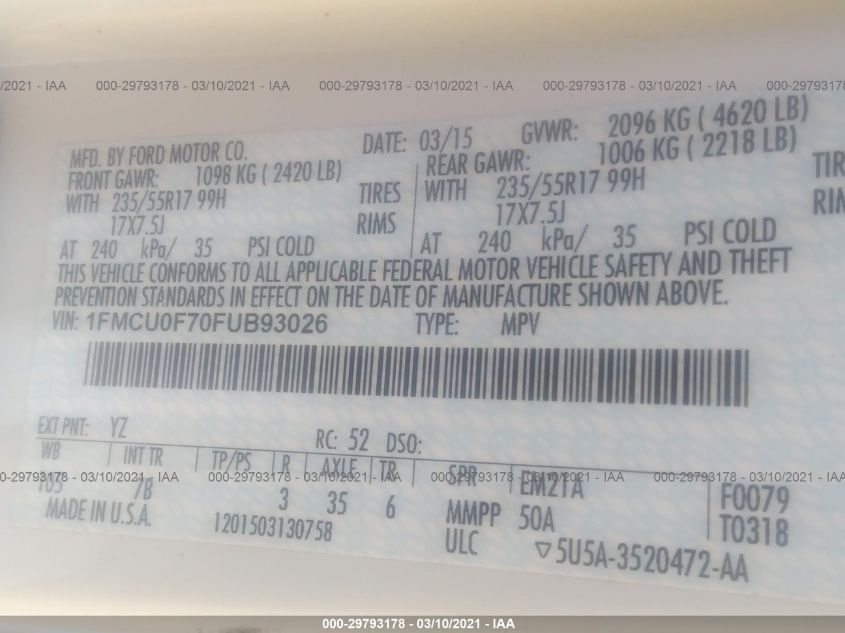 /2021 - IAA 000-29793178 - 03/10/2021 - IAA 000-29793178 - 03/10/2021 - IAA 000-29793178 - 03/10/2021 - IAA 000-29793178
MFD. BY FORD MOTOR CO. DATE: 03/15 GVWR: 2096 KG ( 4620 LB)
FRONT GAWR: 1098 KG ( 2420 LB) REAR GAWR: 1006 KG ( 2218 LB)
WITH 235/55R17 99H TIRES WITH 235/55R17 99H TIR
17X7.5J RIMS 17X7.5J RIM
AT 240 kPa/ 35 PSI COLD AT 240 kPa/ 35 PSI COLD
THIS VEHICLE CONFORMS TO ALL APPLICABLE FEDERAL MOTOR VEHICLE SAFETY AND THEFT
PREVENTION STANDARDS IN EFFECT ON THE DATE OF MANUFACTURE SHOWN ABOVE.
VIN: 1FMCU0F70FUB93026 TYPE: MPV
EXT PNT: YZ RC: 52 DSO:
WB INT TR TP/PS R AXLE TR SPR EM21A F0079
0-29793178 - 03/10/2021 - IAA 000-29793178 - 03/10/2021 - IAA 000-29793178 - 03/10/2021 - IAA 000-29793178 - 03/10/2021 - IAA
105 7B 3 35 6 MMPP 50A T0318
MADE IN U.S.A. 1201503130758 ULC 5U5A-3520472-AA
000-29793178 - 03/10/2021 - IAA